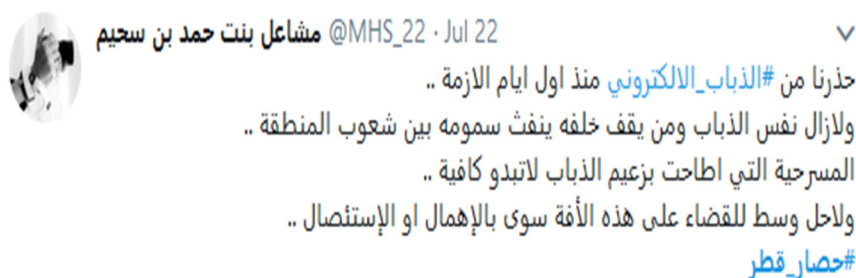 مشاعل بنت حمد بن سحيم @MHS_22 · Jul 22
حذرنا من #الذباب_الالكتروني منذ اول ايام الازمة ..
ولازال نفس الذباب ومن يقف خلفه ينفث سمومه بين شعوب المنطقة ..
المسرحية التي اطاحت بزعيم الذباب لاتبدو كافية ..
ولاحل وسط للقضاء على هذه الأفة سوى بالإهمال او الإستئصال ..
#حصار_قطر